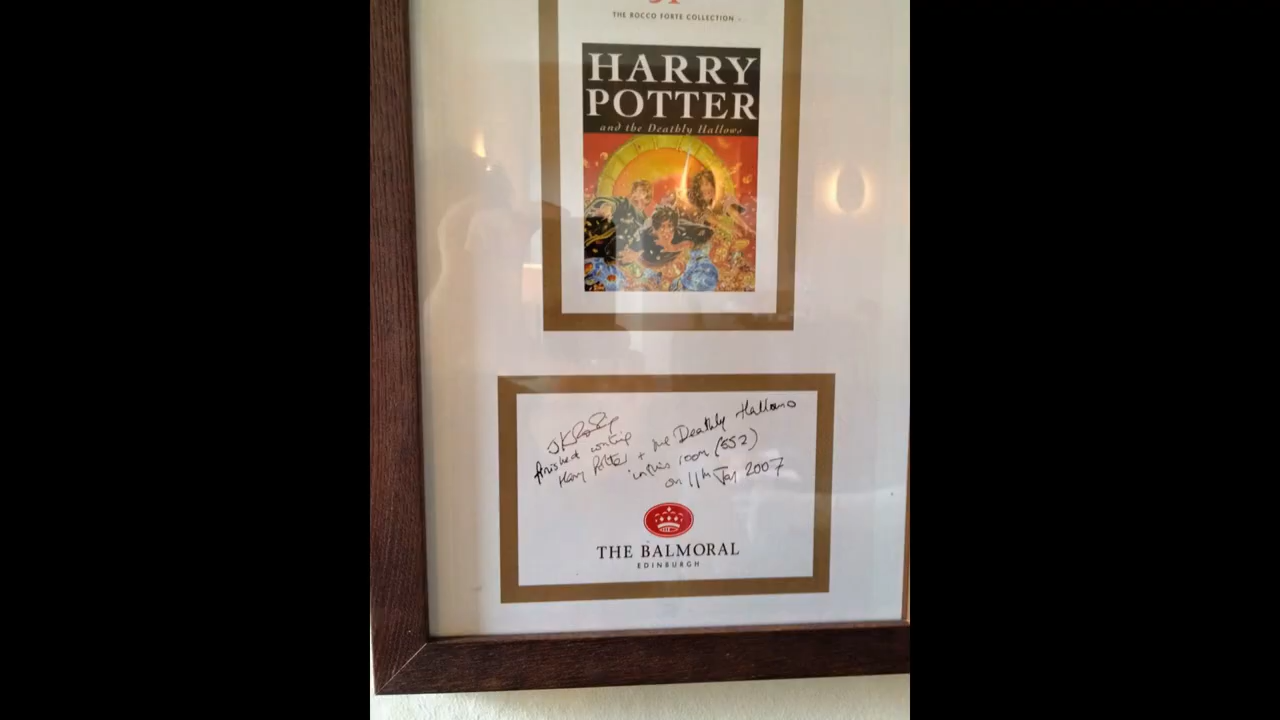 THE ROCCO FORTE COLLECTION
HARRY
POTTER
and the Deathly Hallows
JK Rowling
finished writing
Harry Potter + the Deathly Hallows
in this room (652)
on 11th Jan 2007
THE BALMORAL
EDINBURGH